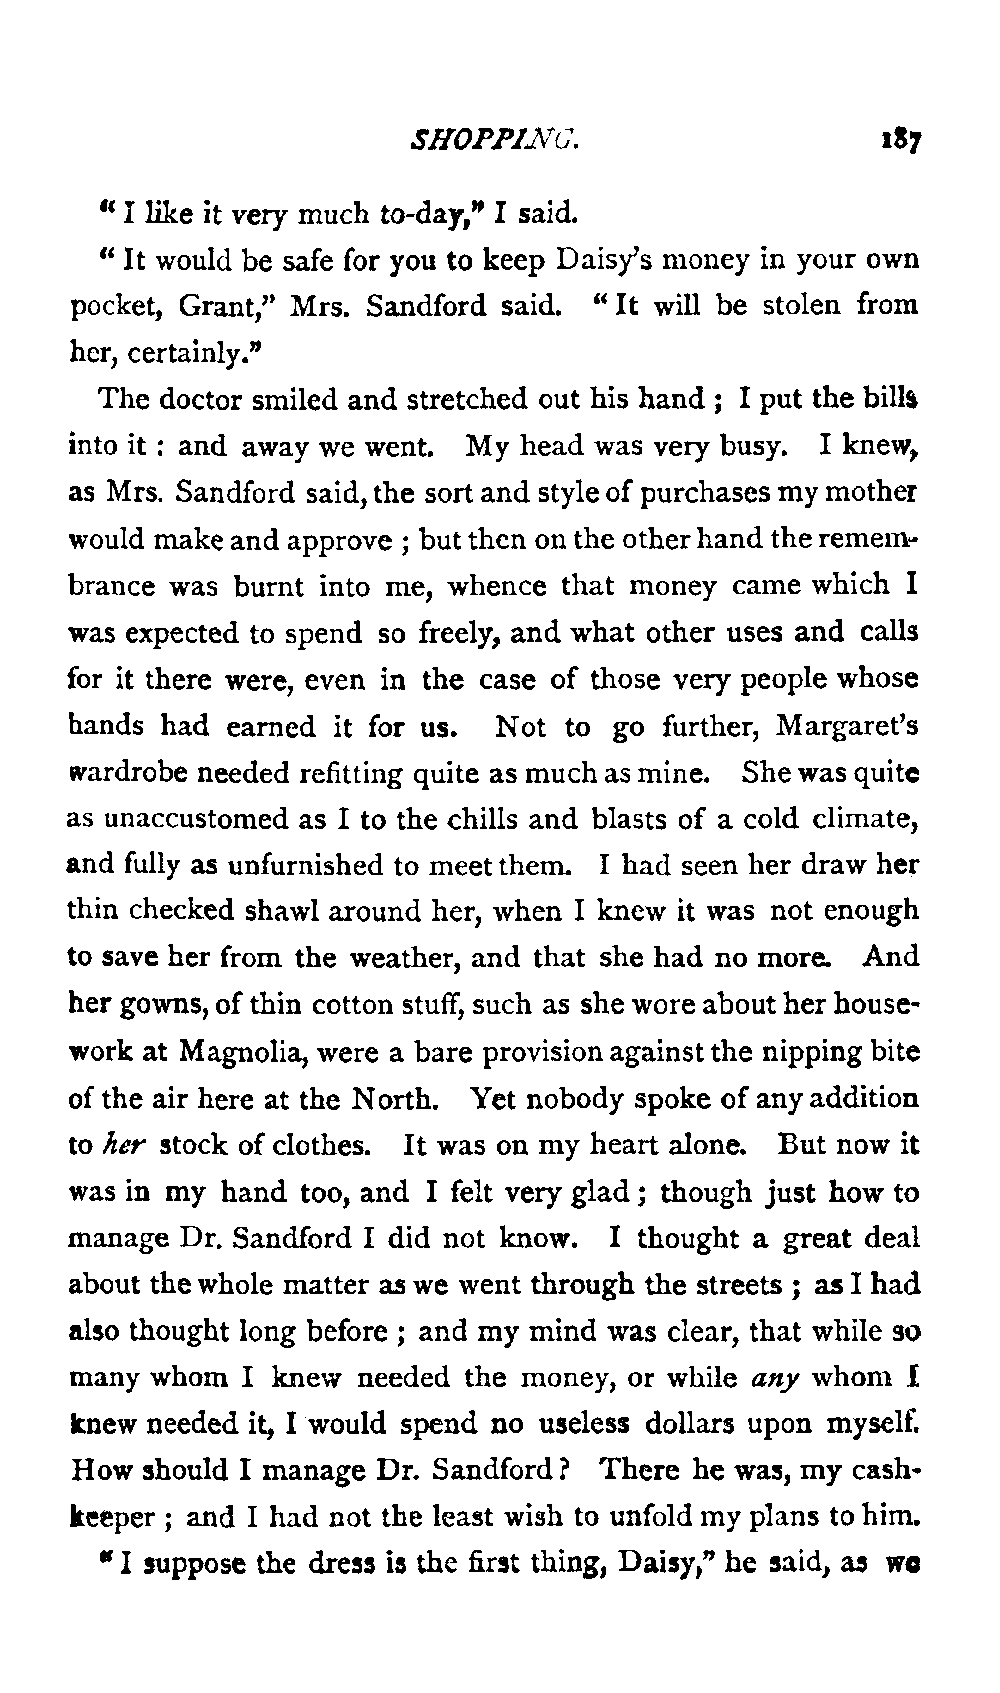 SHOPPING. 187
“ I like it very much to-day,” I said.
“ It would be safe for you to keep Daisy’s money in your own
pocket, Grant,” Mrs. Sandford said. “ It will be stolen from
her, certainly.”
The doctor smiled and stretched out his hand ; I put the bills
into it : and away we went. My head was very busy. I knew,
as Mrs. Sandford said, the sort and style of purchases my mother
would make and approve ; but then on the other hand the remem-
brance was burnt into me, whence that money came which I
was expected to spend so freely, and what other uses and calls
for it there were, even in the case of those very people whose
hands had earned it for us. Not to go further, Margaret’s
wardrobe needed refitting quite as much as mine. She was quite
as unaccustomed as I to the chills and blasts of a cold climate,
and fully as unfurnished to meet them. I had seen her draw her
thin checked shawl around her, when I knew it was not enough
to save her from the weather, and that she had no more. And
her gowns, of thin cotton stuff, such as she wore about her house-
work at Magnolia, were a bare provision against the nipping bite
of the air here at the North. Yet nobody spoke of any addition
to her stock of clothes. It was on my heart alone. But now it
was in my hand too, and I felt very glad ; though just how to
manage Dr. Sandford I did not know. I thought a great deal
about the whole matter as we went through the streets ; as I had
also thought long before ; and my mind was clear, that while so
many whom I knew needed the money, or while any whom I
knew needed it, I would spend no useless dollars upon myself.
How should I manage Dr. Sandford ? There he was, my cash-
keeper ; and I had not the least wish to unfold my plans to him.
“ I suppose the dress is the first thing, Daisy,” he said, as we